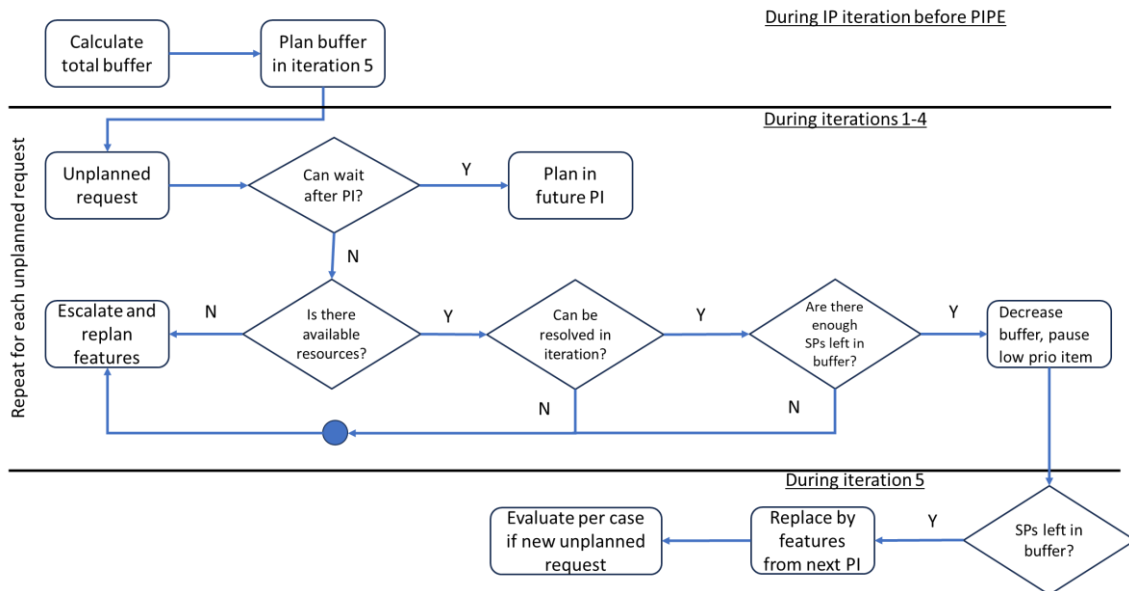 During IP iteration before PIPE
Calculate
total buffer
Plan buffer
in iteration 5
During iterations 1-4
Repeat for each unplanned request
Unplanned
request
Can wait
after PI?
Y
Plan in
future PI
N
Escalate and
replan
features
N
Is there
available
resources?
Y
Can be
resolved in
iteration?
Y
Are there
enough
SPs left in
buffer?
Y
Decrease
buffer, pause
low prio item
N
N
During iteration 5
Evaluate per case
if new unplanned
request
Replace by
features
from next PI
Y
SPs left in
buffer?